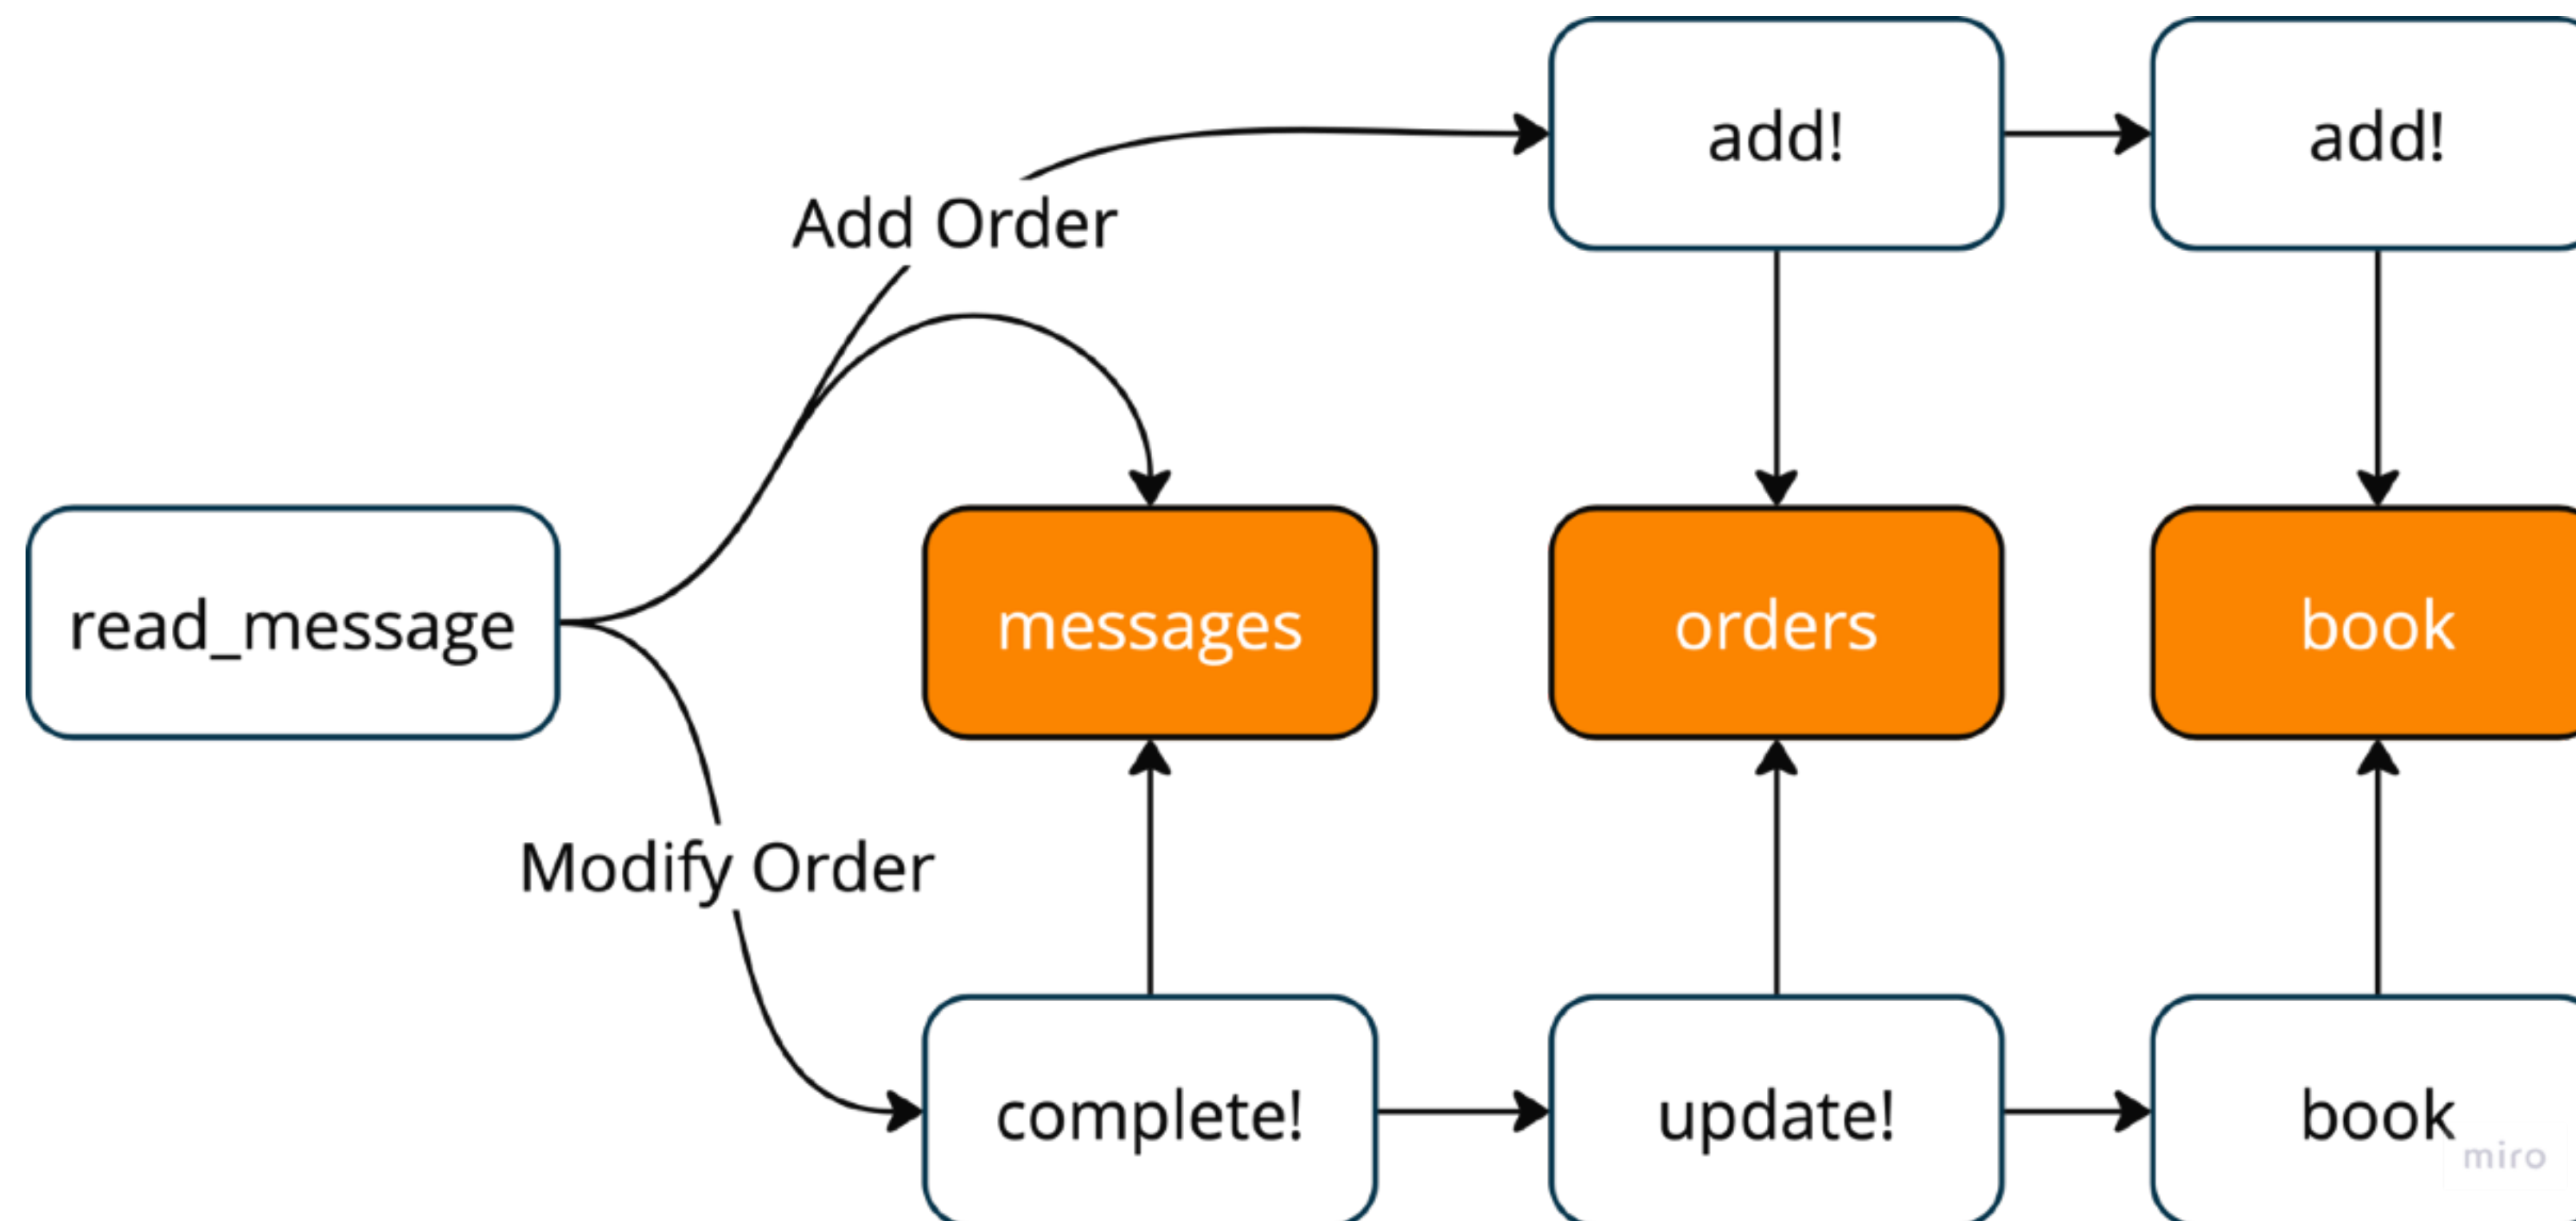 add!
add!
Add Order
read_message
messages
orders
book
Modify Order
complete!
update!
book
miro